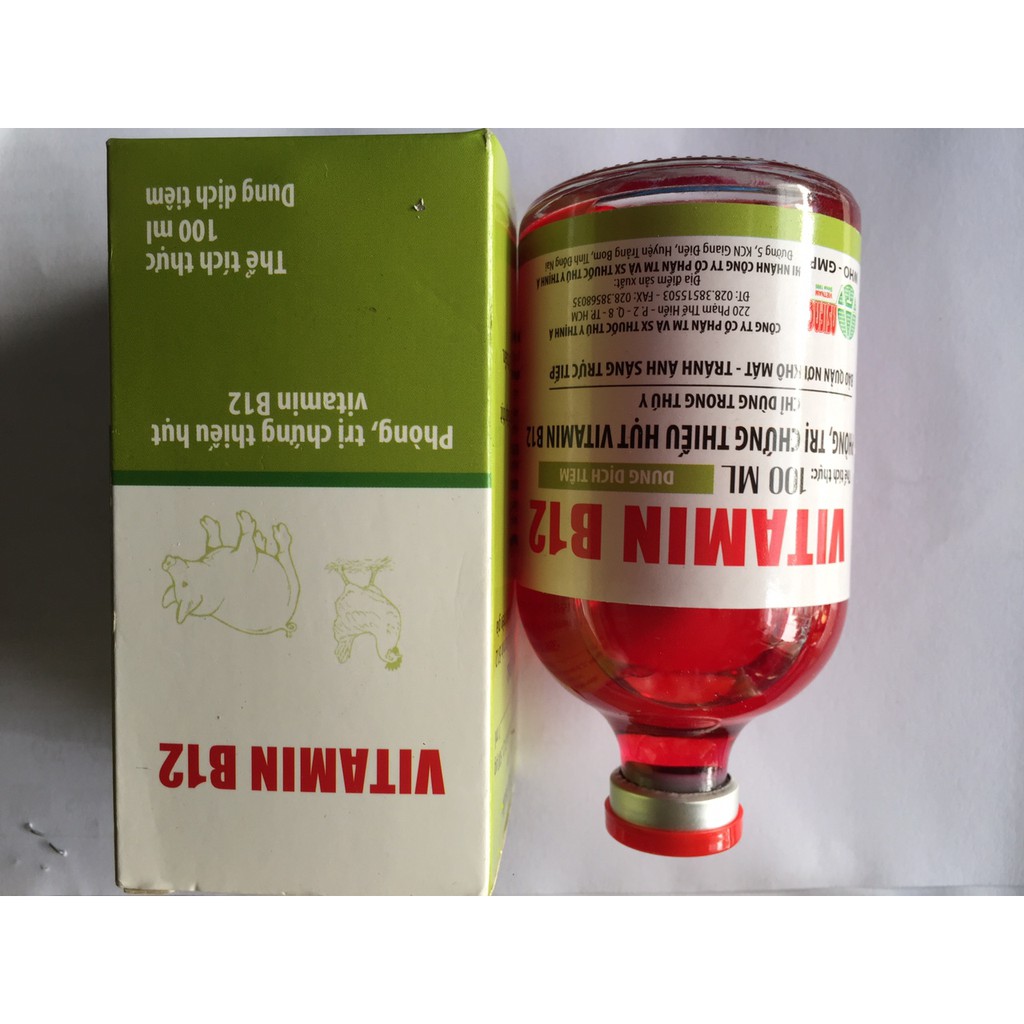 VITAMIN B12
Phòng, trị chứng thiếu hụt
vitamin B12
Thể tích thực
100 ml
Dung dịch tiêm
VITAMIN B12
Thể tích thực: 100 ML
DUNG DỊCH TIÊM
TRỊ CHỨNG THIẾU HỤT VITAMIN B12
CHỈ DÙNG TRONG THÚ Y
QUẢN NƠI KHÔ MÁT - TRÁNH ÁNH SÁNG TRỰC TIẾP
VIETNAM
CÔNG TY CỔ PHẦN TM VÀ SX THUỐC THÚ Y THỊNH Á
220 Phạm Thế Hiển - P. 2 - Q. 8 - TP. HCM
ĐT: 028.38515503 - FAX: 028.38568035
Địa điểm sản xuất:
NHÁNH CÔNG TY CỔ PHẦN TM VÀ SX THUỐC THÚ Y THỊNH Á
Đường 5, KCN Giang Điền, Huyện Trảng Bom, Tỉnh Đồng Nai
WHO - GMP